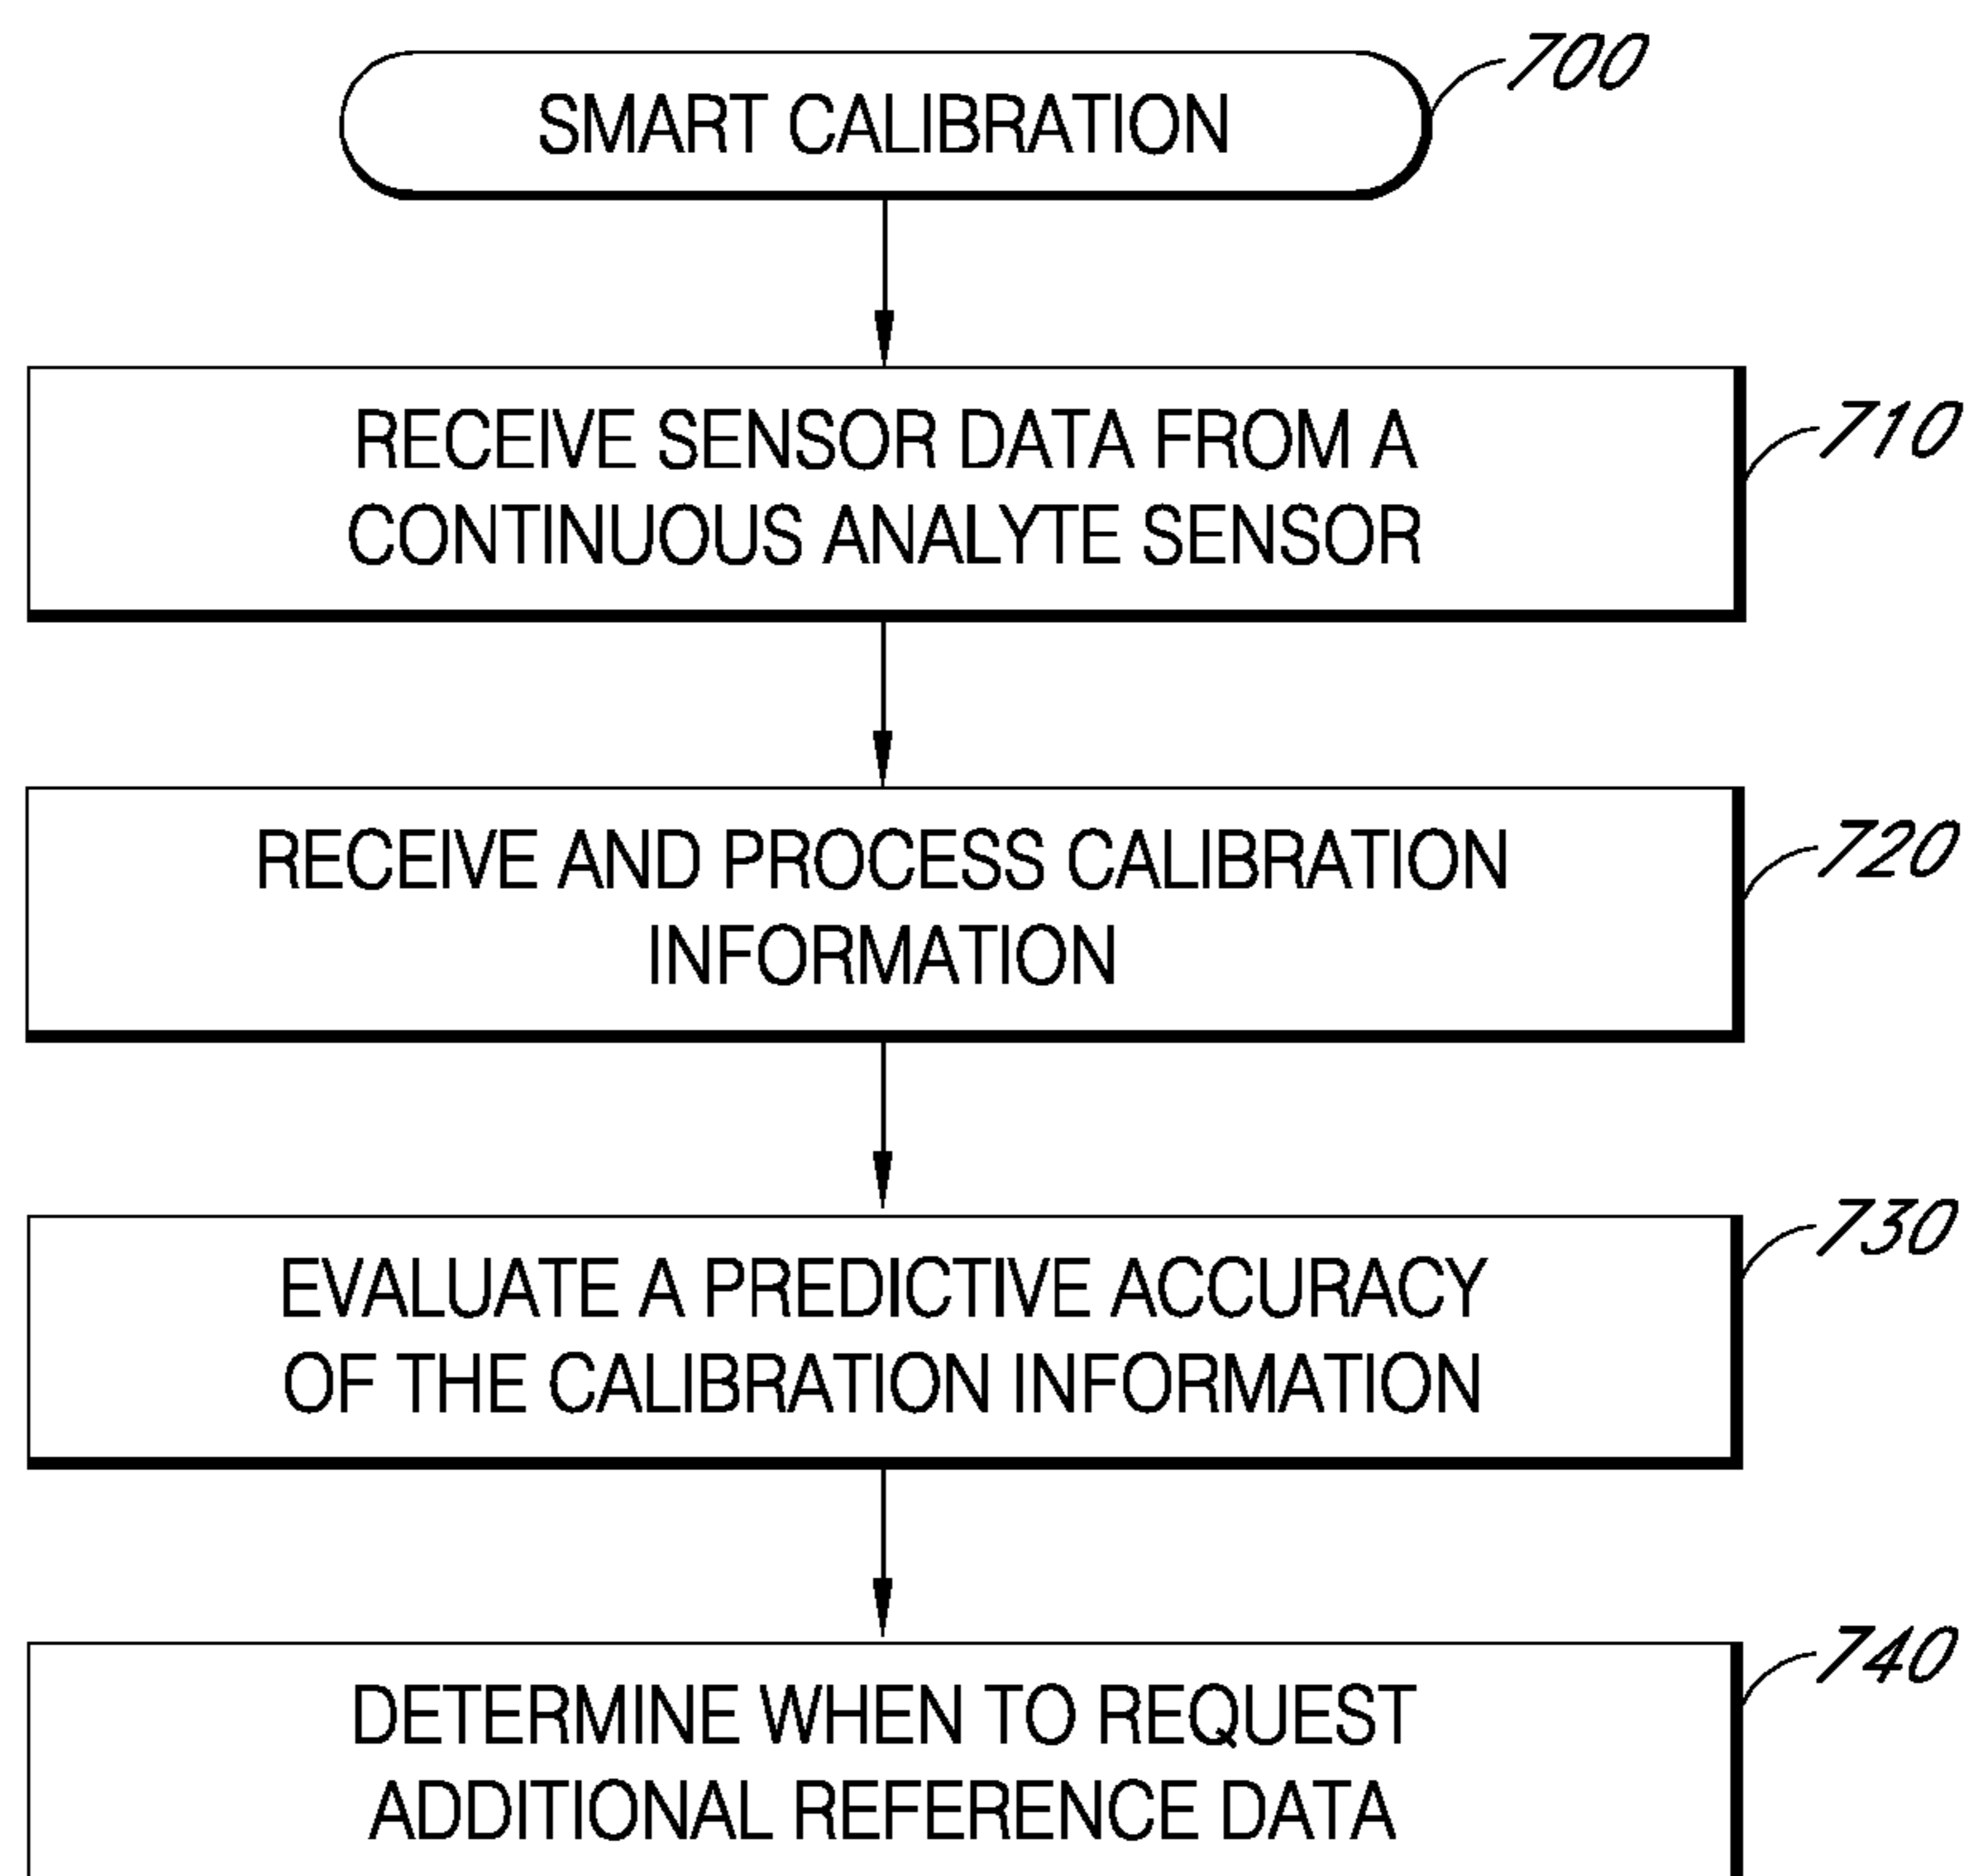 SMART CALIBRATION
700
RECEIVE SENSOR DATA FROM A
CONTINUOUS ANALYTE SENSOR
710
RECEIVE AND PROCESS CALIBRATION
INFORMATION
720
EVALUATE A PREDICTIVE ACCURACY
OF THE CALIBRATION INFORMATION
730
DETERMINE WHEN TO REQUEST
ADDITIONAL REFERENCE DATA
740